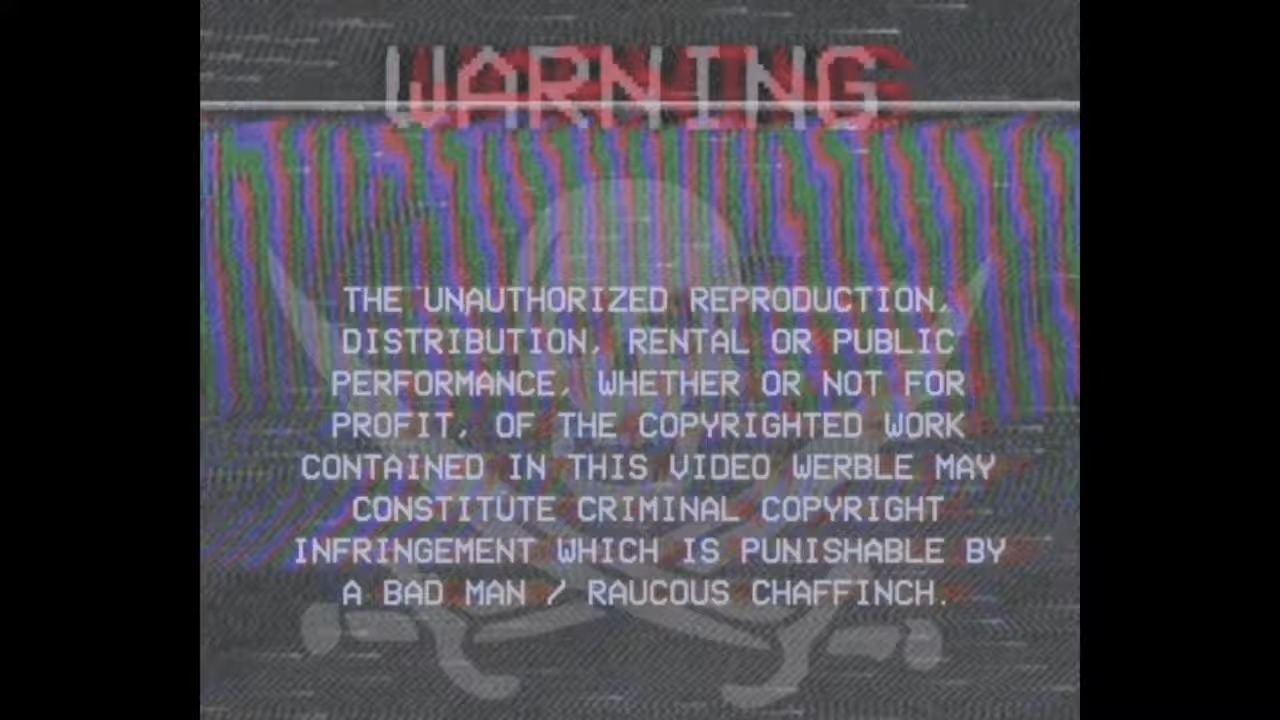 WARNING
THE UNAUTHORIZED REPRODUCTION,
DISTRIBUTION, RENTAL OR PUBLIC
PERFORMANCE, WHETHER OR NOT FOR
PROFIT, OF THE COPYRIGHTED WORK
CONTAINED IN THIS VIDEO WERBLE MAY
CONSTITUTE CRIMINAL COPYRIGHT
INFRINGEMENT WHICH IS PUNISHABLE BY
A BAD MAN / RAUCOUS CHAFFINCH.